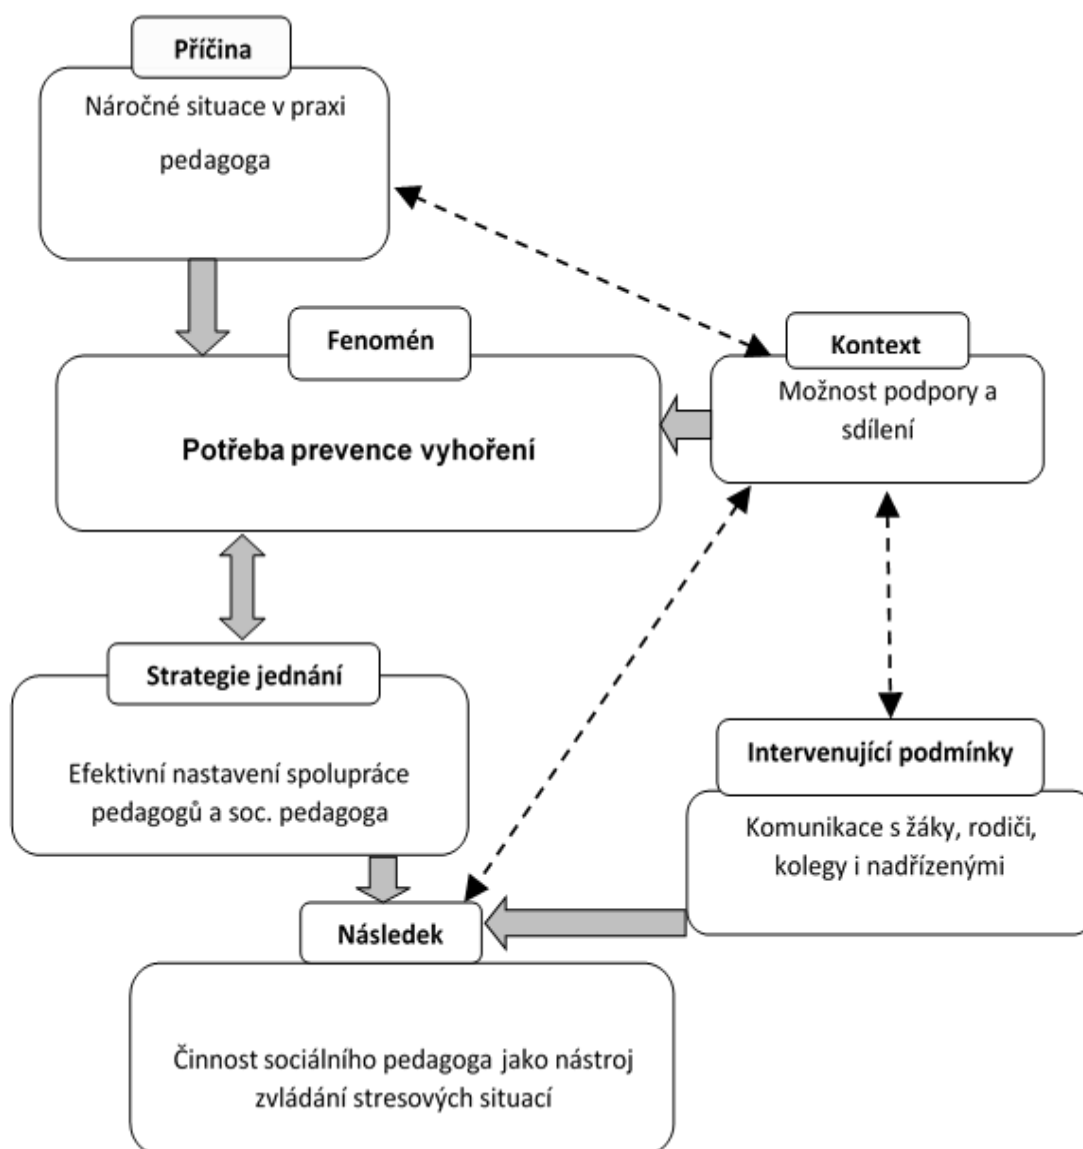 Příčina
Náročné situace v praxi
pedagoga
Fenomén
Potřeba prevence vyhoření
Kontext
Možnost podpory a
sdílení
Strategie jednání
Efektivní nastavení spolupráce
pedagogů a soc. pedagoga
Intervenující podmínky
Komunikace s žáky, rodiči,
kolegy i nadřízenými
Následek
Činnost sociálního pedagoga jako nástroj
zvládání stresových situací